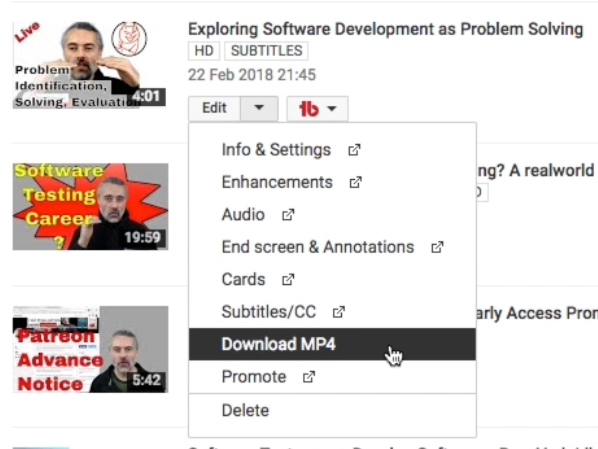 Live
Problem
Identification,
Solving, Evaluation
4:01
Exploring Software Development as Problem Solving
HD SUBTITLES
22 Feb 2018 21:45
Edit
Info & Settings
Enhancements
Audio
End screen & Annotations
Cards
Subtitles/CC
Download MP4
Promote
Delete
Software
Testing
Career
?
19:59
ng? A realworld
Patreon
Advance
Notice
5:42
arly Access Pro